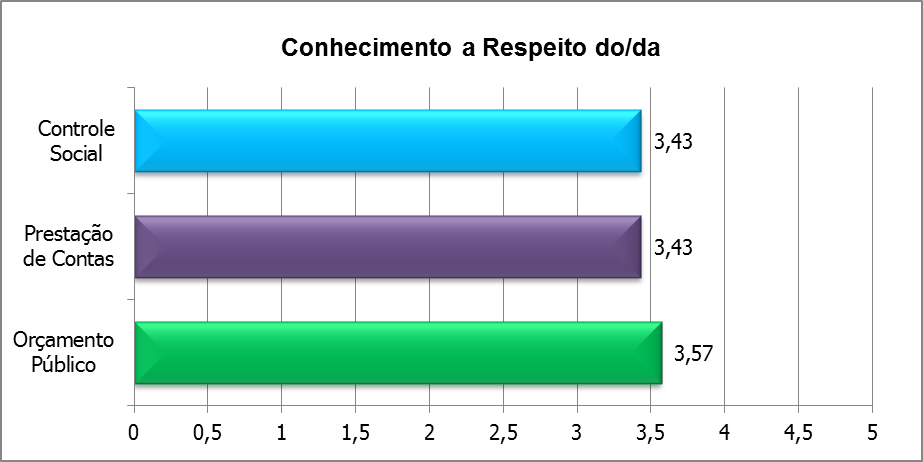 Conhecimento a Respeito do/da
Controle
Social
3,43
Prestação
de Contas
3,43
Orçamento
Público
3,57
0 0,5 1 1,5 2 2,5 3 3,5 4 4,5 5